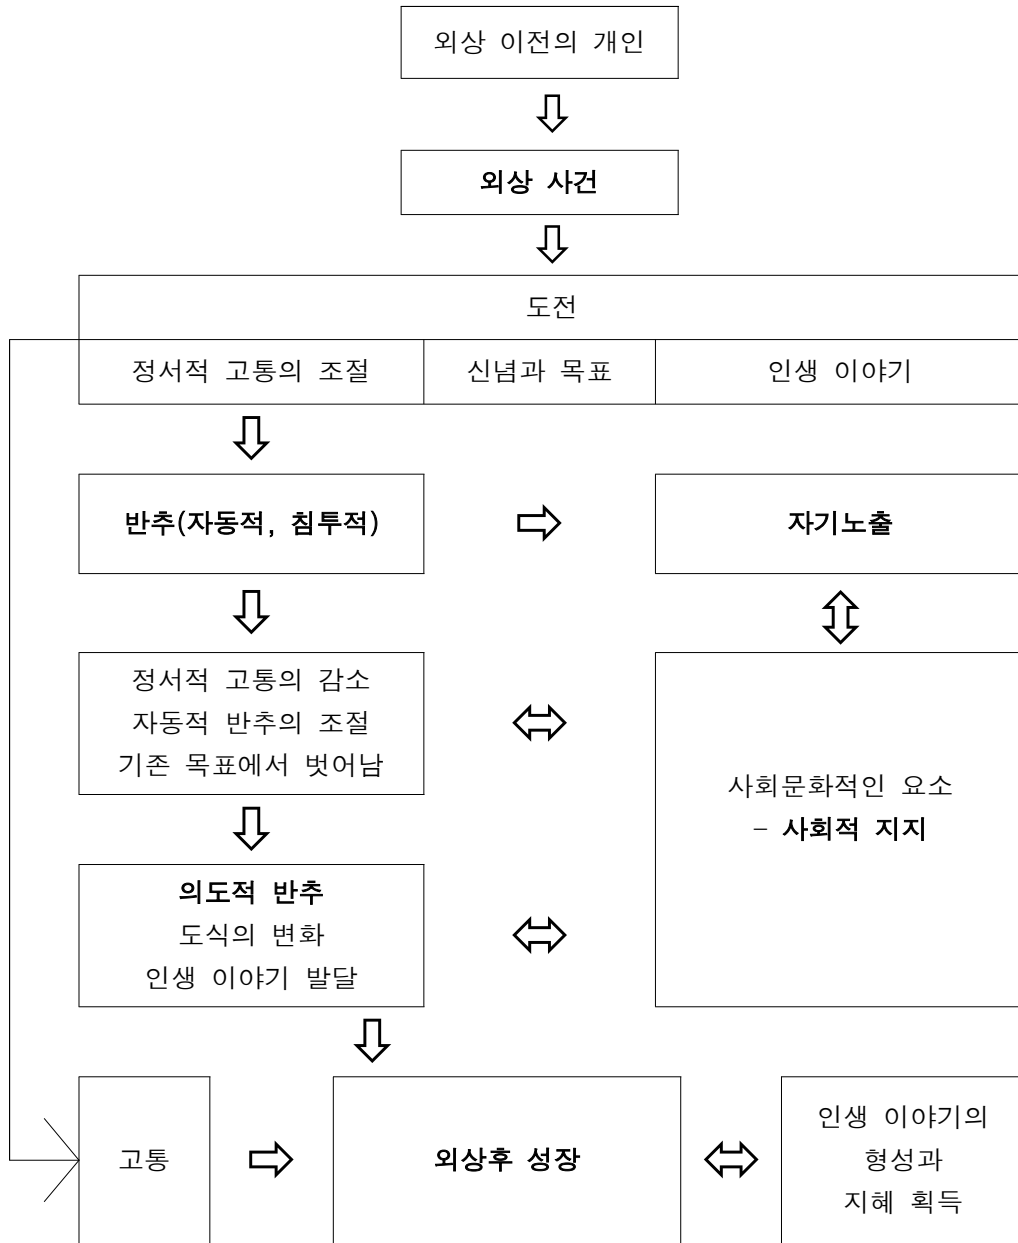 외상 이전의 개인
외상 사건
도전
정서적 고통의 조절
신념과 목표
인생 이야기
반추(자동적, 침투적)
자기노출
정서적 고통의 감소
자동적 반추의 조절
기존 목표에서 벗어남
사회문화적인 요소
– 사회적 지지
의도적 반추
도식의 변화
인생 이야기 발달
고통
외상후 성장
인생 이야기의
형성과
지혜 획득